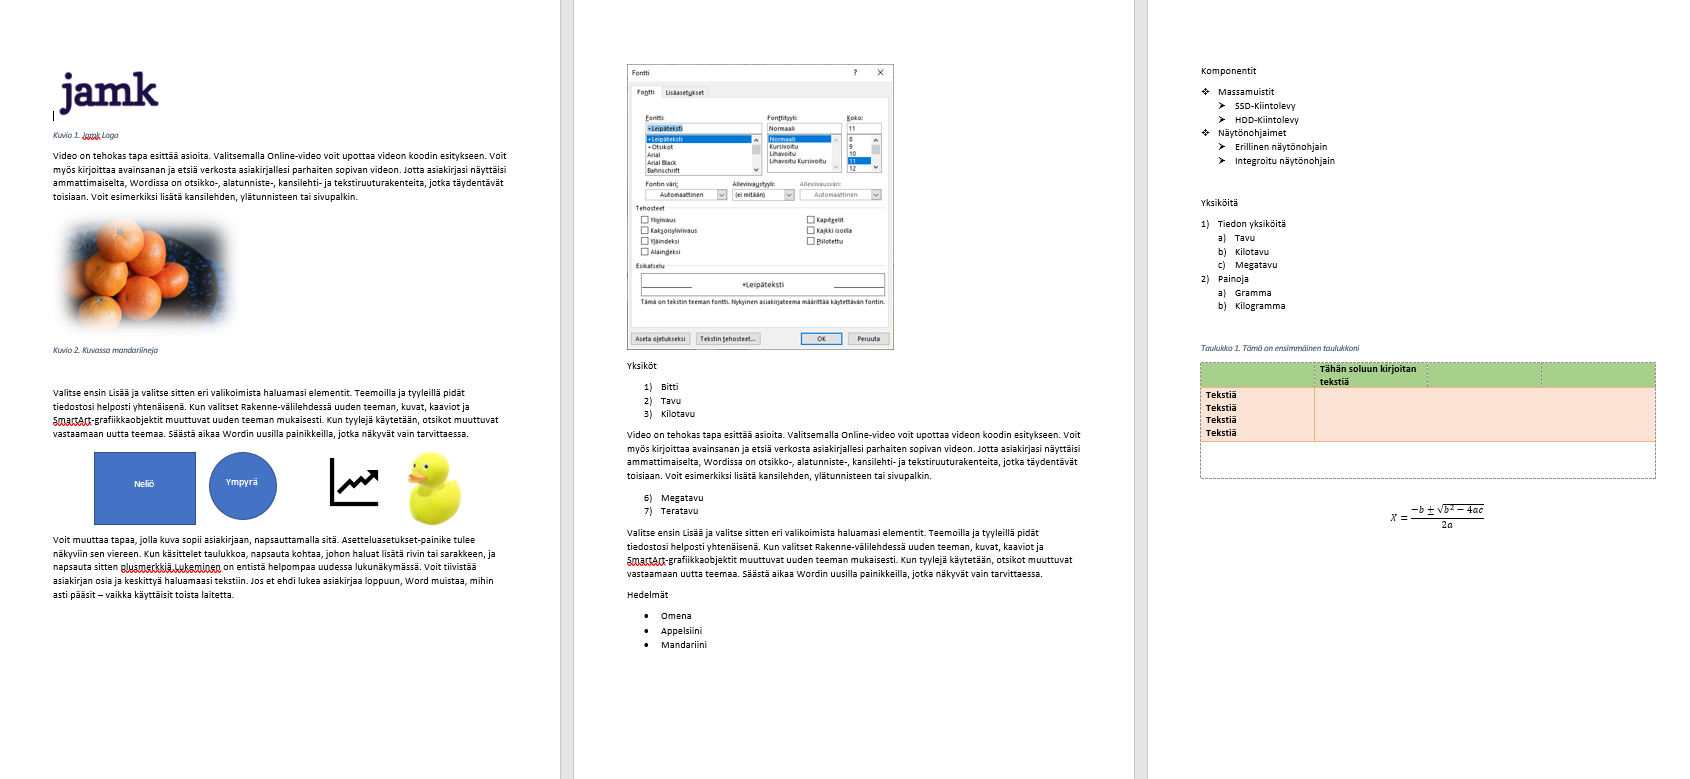 jamk
Kuvio 1. Jamk Logo
Video on tehokas tapa esittää asioita. Valitsemalla Online-video voit upottaa videon koodin esitykseen. Voit
myös kirjoittaa avainsanan ja etsiä verkosta asiakirjallesi parhaiten sopivan videon. Jotta asiakirjasi näyttäisi
ammattimaiselta, Wordissa on otsikko-, alatunniste-, kansilehti- ja tekstiruuturakenteita, jotka täydentävät
toisiaan. Voit esimerkiksi lisätä kansilehden, ylätunnisteen tai sivupalkin.
Kuvio 2. Kuvassa mandariineja
Valitse ensin Lisää ja valitse sitten eri valikoimista haluamasi elementit. Teemoilla ja tyyleillä pidät
tiedostosi helposti yhtenäisenä. Kun valitset Rakenne-välilehdessä uuden teeman, kuvat, kaaviot ja
SmartArt-grafiikkaobjektit muuttuvat uuden teeman mukaisesti. Kun tyylejä käytetään, otsikot muuttuvat
vastaamaan uutta teemaa. Säästä aikaa Wordin uusilla painikkeilla, jotka näkyvät vain tarvittaessa.
Neliö
Ympyrä
Voit muuttaa tapaa, jolla kuva sopii asiakirjaan, napsauttamalla sitä. Asetteluasetukset-painike tulee
näkyviin sen viereen. Kun käsittelet taulukkoa, napsauta kohtaa, johon haluat lisätä rivin tai sarakkeen, ja
napsauta sitten plusmerkkiä.Lukeminen on entistä helpompaa uudessa lukunäkymässä. Voit tiivistää
asiakirjan osia ja keskittyä haluamaasi tekstiin. Jos et ehdi lukea asiakirjaa loppuun, Word muistaa, mihin
asti pääsit – vaikka käyttäisit toista laitetta.
Fontti ?
Fontti Lisäasetukset
Fontti: Fonttityyli: Koko:
+Leipäteksti Normaali 11
+Leipäteksti Normaali 8
+Otsikot Kursivoitu 9
Arial Lihavoitu 10
Arial Black Lihavoitu Kursivoitu 11
Bahnschrift 12
Fontin väri: Alleviivaustyyli: Alleviivausväri:
Automaattinen (ei mitään) Automaattinen
Tehosteet
Yliviivaus Kapiteelit
Kaksoisyliviivaus Kaikki isoilla
Yläindeksi Piilotettu
Alaindeksi
Esikatselu
+Leipäteksti
Tämä on tekstin teeman fontti. Nykyinen asiakirjateema määrittää käytettävän fontin.
Aseta oletukseksi Tekstin tehosteet... OK Peruuta
Yksiköt
1) Bitti
2) Tavu
3) Kilotavu
Video on tehokas tapa esittää asioita. Valitsemalla Online-video voit upottaa videon koodin esitykseen. Voit
myös kirjoittaa avainsanan ja etsiä verkosta asiakirjallesi parhaiten sopivan videon. Jotta asiakirjasi näyttäisi
ammattimaiselta, Wordissa on otsikko-, alatunniste-, kansilehti- ja tekstiruuturakenteita, jotka täydentävät
toisiaan. Voit esimerkiksi lisätä kansilehden, ylätunnisteen tai sivupalkin.
6) Megatavu
7) Teratavu
Valitse ensin Lisää ja valitse sitten eri valikoimista haluamasi elementit. Teemoilla ja tyyleillä pidät
tiedostosi helposti yhtenäisenä. Kun valitset Rakenne-välilehdessä uuden teeman, kuvat, kaaviot ja
SmartArt-grafiikkaobjektit muuttuvat uuden teeman mukaisesti. Kun tyylejä käytetään, otsikot muuttuvat
vastaamaan uutta teemaa. Säästä aikaa Wordin uusilla painikkeilla, jotka näkyvät vain tarvittaessa.
Hedelmät
• Omena
• Appelsiini
• Mandariini
Komponentit
❖ Massamuistit
➢ SSD-Kiintolevy
➢ HDD-Kiintolevy
❖ Näytönohjaimet
➢ Erillinen näytönohjain
➢ Integroitu näytönohjain
Yksiköitä
1) Tiedon yksiköitä
a) Tavu
b) Kilotavu
c) Megatavu
2) Painoja
a) Gramma
b) Kilogramma
Taulukko 1. Tämä on ensimmäinen taulukkoni
Tähän soluun kirjoitan
tekstiä
Tekstiä
Tekstiä
Tekstiä
Tekstiä
X = (−b ± √(b² − 4ac)) / 2a